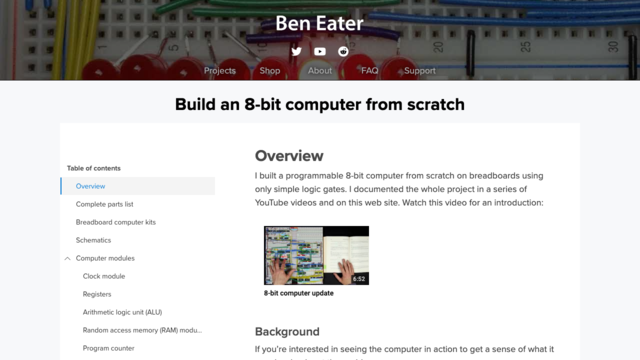 Ben Eater
Projects Shop About FAQ Support
Build an 8-bit computer from scratch
Table of contents
Overview
Complete parts list
Breadboard computer kits
Schematics
Computer modules
Clock module
Registers
Arithmetic logic unit (ALU)
Random access memory (RAM) modu...
Program counter
Overview
I built a programmable 8-bit computer from scratch on breadboards using
only simple logic gates. I documented the whole project in a series of
YouTube videos and on this web site. Watch this video for an introduction:
6:52
8-bit computer update
Background
If you're interested in seeing the computer in action to get a sense of what it